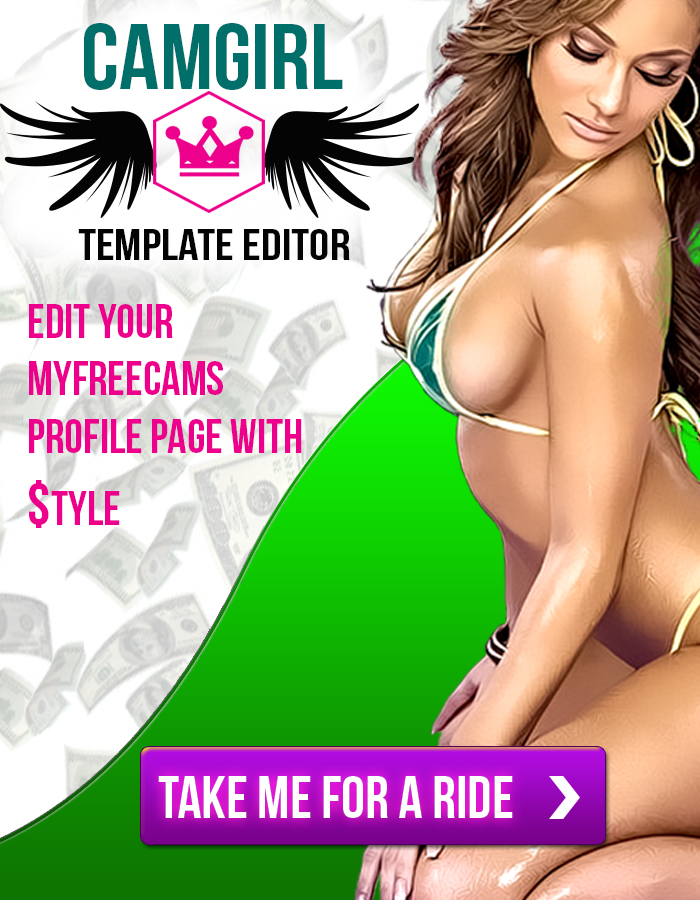 CAMGIRL
TEMPLATE EDITOR
EDIT YOUR
MYFREECAMS
PROFILE PAGE WITH
$TYLE
TAKE ME FOR A RIDE